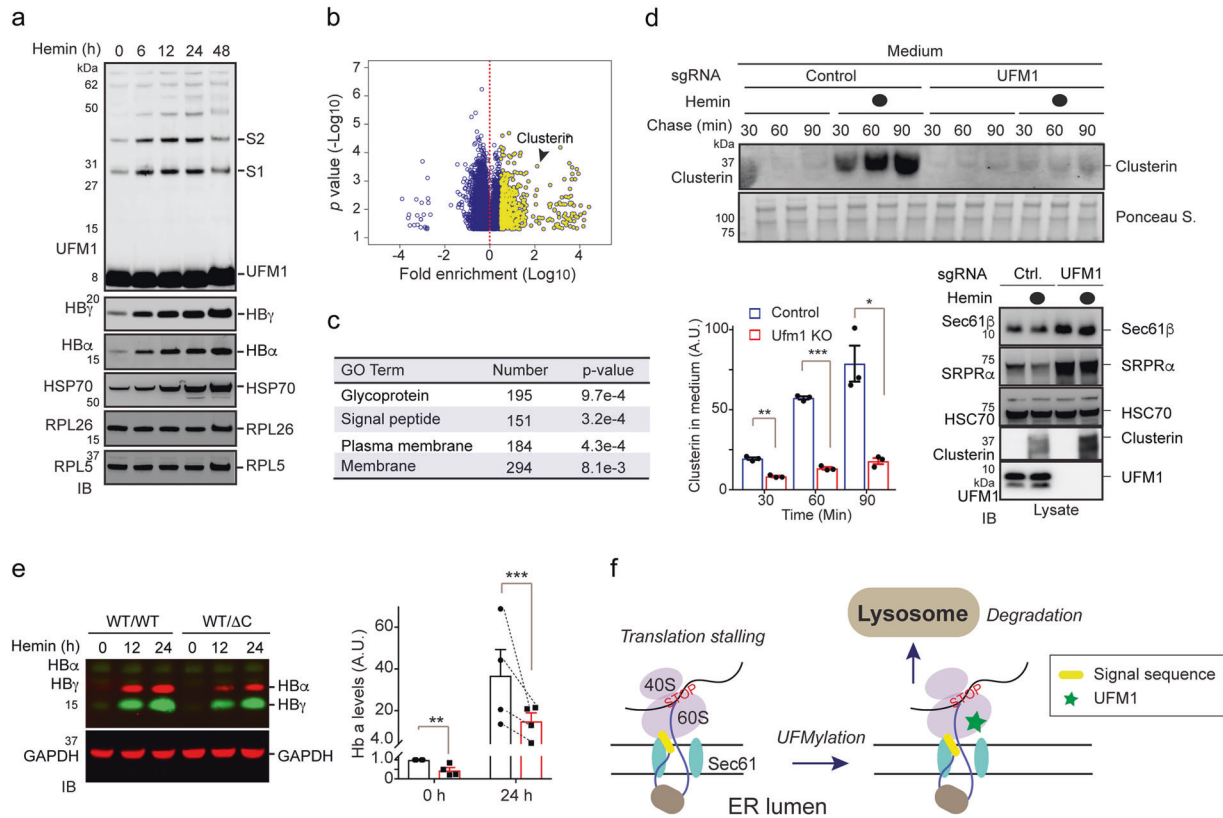 a
Hemin (h) 0 6 12 24 48
kDa
62
50
S2
31
S1
27
15
UFM1
8
UFM1
20
HBγ
HBγ
HBα
HBα
15
HSP70
HSP70
50
RPL26
RPL26
15
37
RPL5
RPL5
IB
b
Clusterin
p value (-Log10)
6
5
4
3
2
1
-4 -2 0 2 4
Fold enrichment (Log10)
c
GO Term Number p-value
Glycoprotein 195 9.7e-4
Signal peptide 151 3.2e-4
Plasma membrane 184 4.3e-4
Membrane 294 8.1e-3
d
Medium
sgRNA Control UFM1
Hemin
Chase (min) 30 60 90 30 60 90 30 60 90 30 60 90
kDa
37
Clusterin
Clusterin
100
75
Ponceau S.
Clusterin in medium (A.U.)
100
50
25
0
Control
Ufm1 KO
**
***
*
30 60 90
Time (Min)
sgRNA Ctrl. UFM1
Hemin
Sec61β
10
Sec61β
75
SRPRα
SRPRα
75
HSC70
HSC70
37
Clusterin
Clusterin
10
kDa
UFM1
UFM1
IB
Lysate
e
WT/WT WT/ΔC
Hemin (h) 0 12 24 0 12 24
HBα
HBγ
HBα
15
HBγ
37
GAPDH
GAPDH
IB
Hb a levels (A.U.)
80
60
40
20
4.0
1.0
0
**
***
0 h 24 h
f
Translation stalling
40S
STOP
60S
Sec61
UFMylation
ER lumen
Lysosome
Degradation
STOP
Signal sequence
UFM1